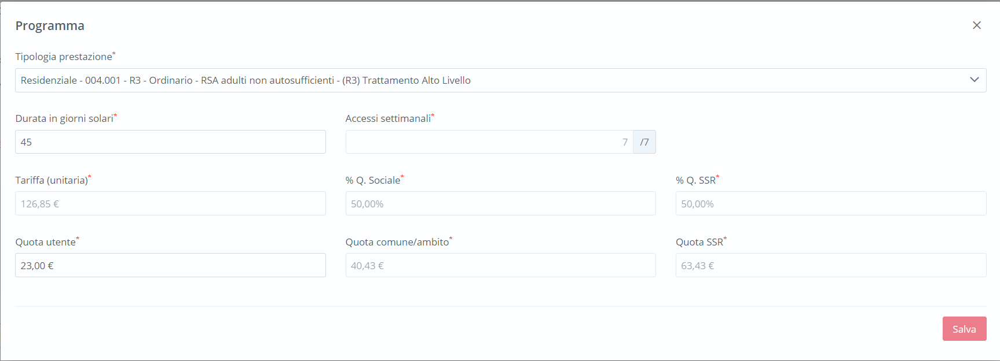 Programma
Tipologia prestazione*
Residenziale - 004.001 - R3 - Ordinario - RSA adulti non autosufficienti - (R3) Trattamento Alto Livello
Durata in giorni solari*
Accessi settimanali*
45
7 /7
Tariffa (unitaria)*
% Q. Sociale*
% Q. SSR*
126,85 €
50,00%
50,00%
Quota utente*
Quota comune/ambito*
Quota SSR*
23,00 €
40,43 €
63,43 €
Salva